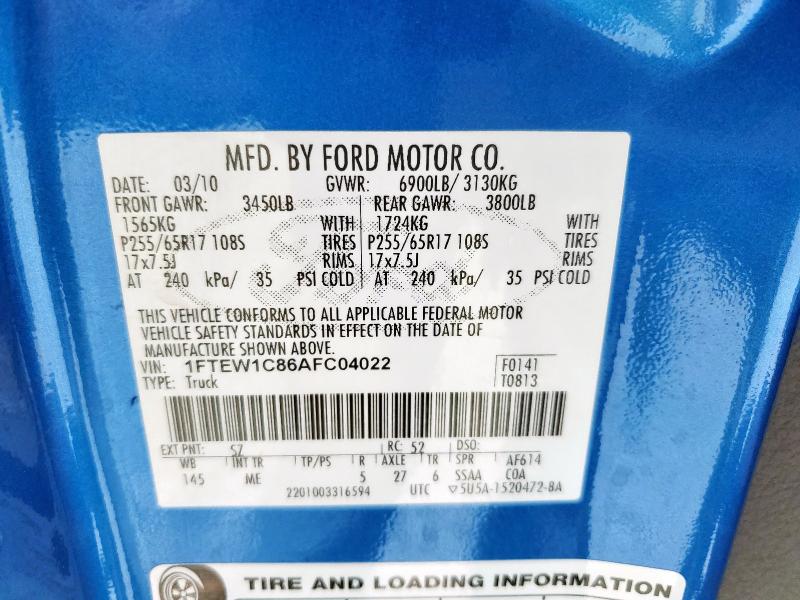 MFD. BY FORD MOTOR CO.
DATE: 03/10 GVWR: 6900LB/ 3130KG
FRONT GAWR: 3450LB REAR GAWR: 3800LB
1565KG WITH 1724KG WITH
P255/65R17 108S TIRES P255/65R17 108S TIRES
17x7.5J RIMS 17x7.5J RIMS
AT 240 kPa/ 35 PSI COLD AT 240 kPa/ 35 PSI COLD
THIS VEHICLE CONFORMS TO ALL APPLICABLE FEDERAL MOTOR
VEHICLE SAFETY STANDARDS IN EFFECT ON THE DATE OF
MANUFACTURE SHOWN ABOVE.
VIN: 1FTEW1C86AFC04022 F0141
TYPE: Truck T0813
EXT PNT: SZ RC: 52 DSO:
WB INT TR TP/PS R AXLE TR SPR AF614
145 ME 5 27 6 SSAA COA
2201003316594 UTC ▽5U5A-1520472-BA
TIRE AND LOADING INFORMATION